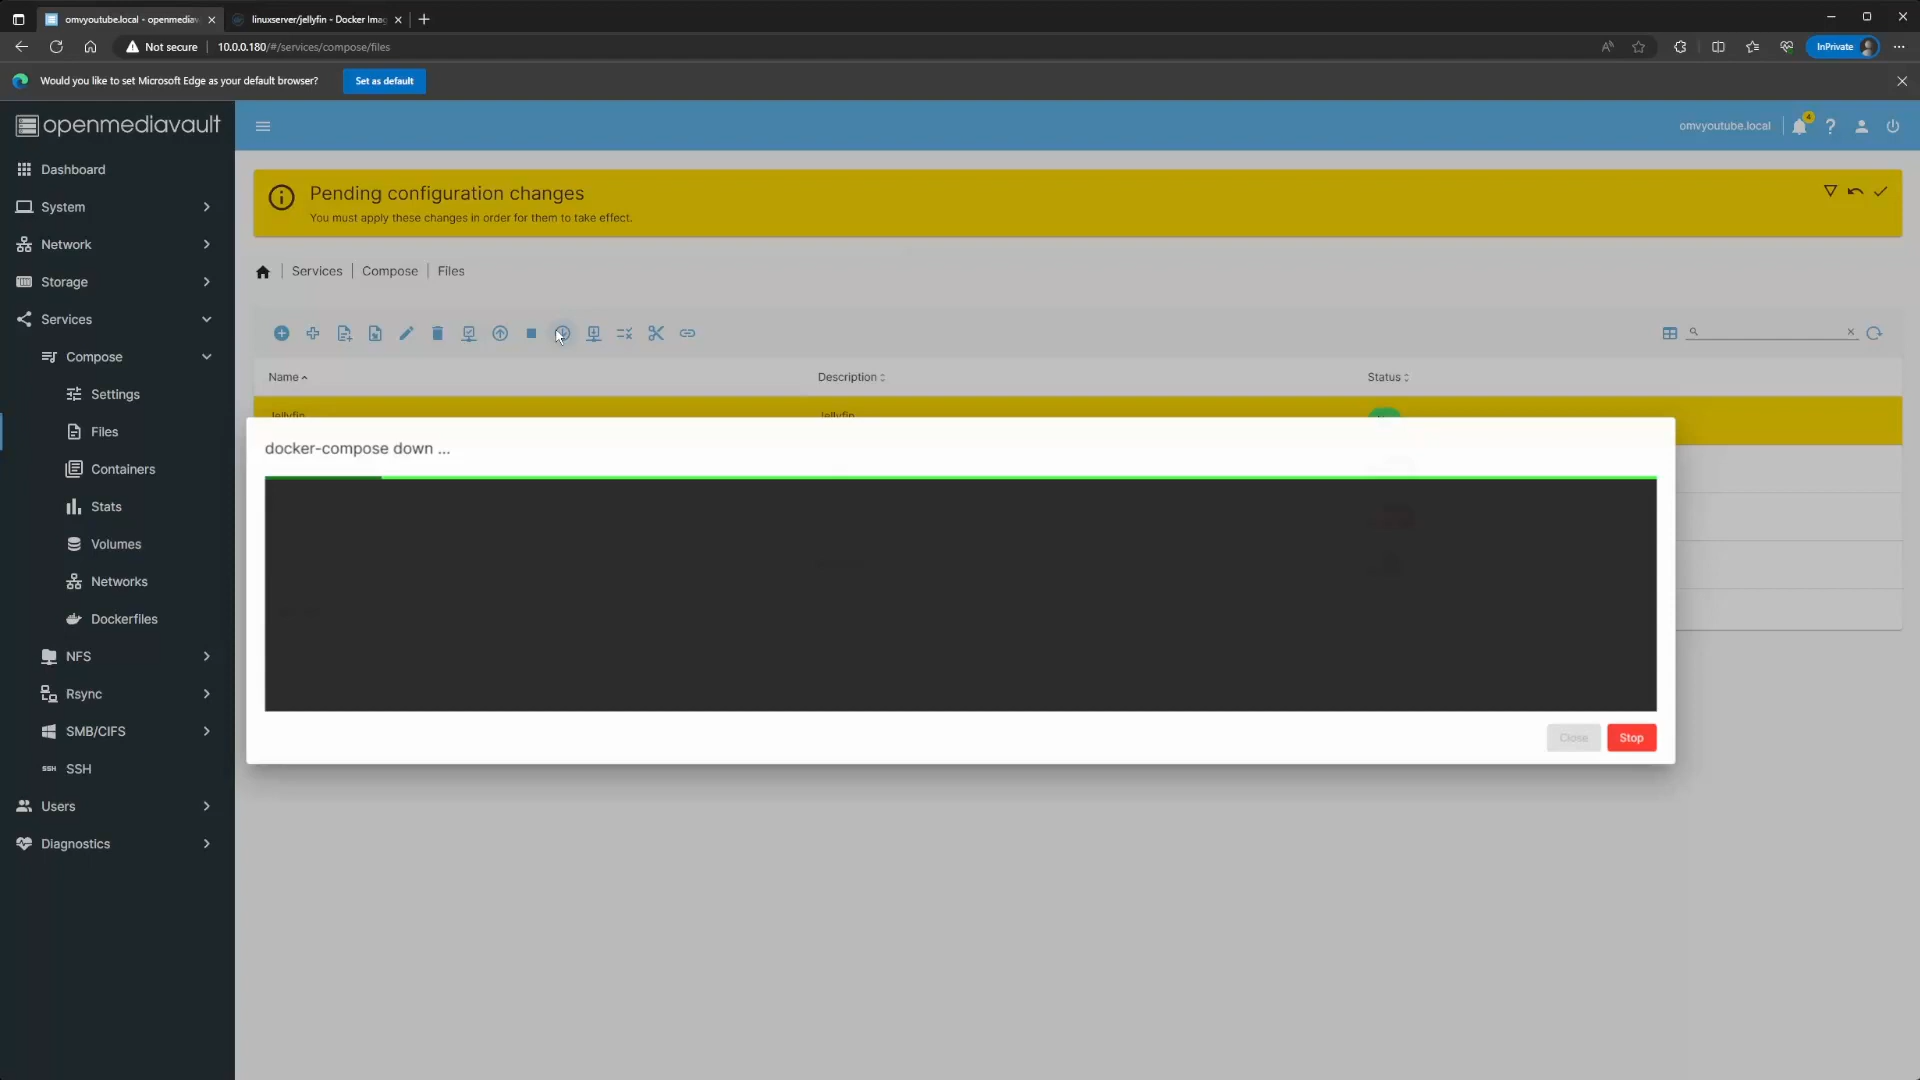 omvyoutube.local - openmediav
linuxserver/jellyfin - Docker Imag
Not secure
10.0.0.180/#/services/compose/files
InPrivate
Would you like to set Microsoft Edge as your default browser?
Set as default
openmediavault
omvyoutube.local
4
Dashboard
System
Network
Storage
Services
Compose
Settings
Files
Containers
Stats
Volumes
Networks
Dockerfiles
NFS
Rsync
SMB/CIFS
SSH
SSH
Users
Diagnostics
Pending configuration changes
You must apply these changes in order for them to take effect.
Services | Compose | Files
Name
Description
Status
Jellyfin
Jellyfin
docker-compose down ...
Close
Stop